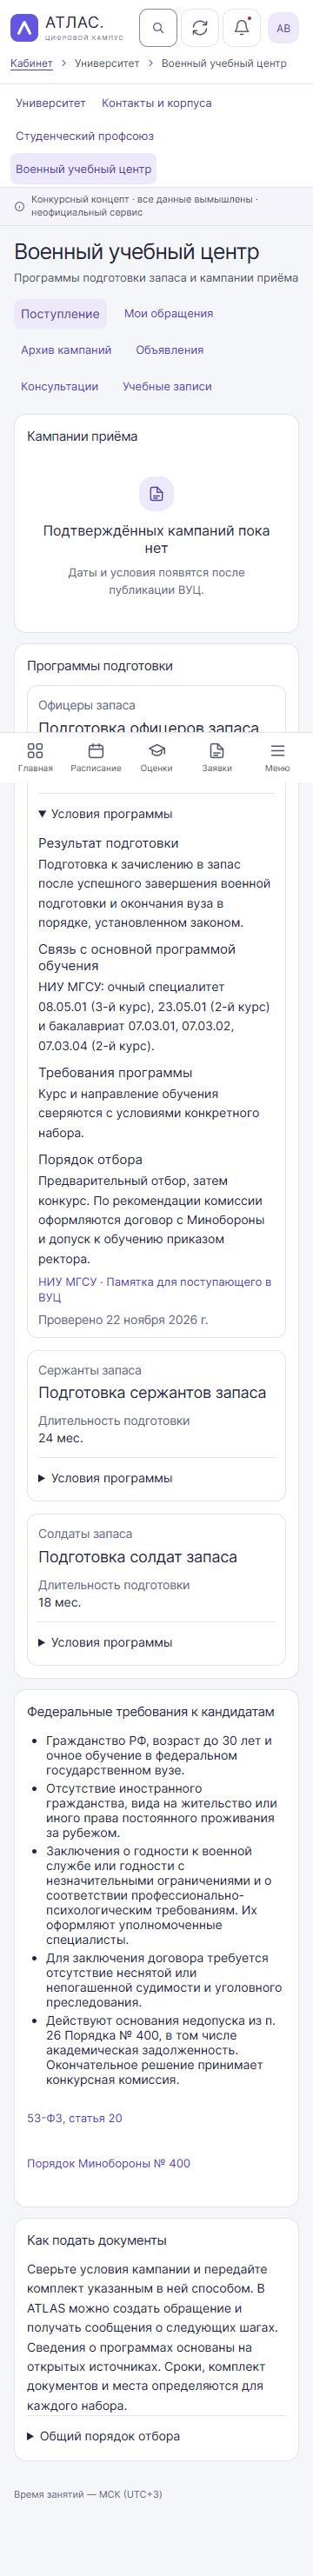 АТЛАС.
ЦИФРОВОЙ КАМПУС
АВ
Кабинет > Университет > Военный учебный центр
Университет Контакты и корпуса
Студенческий профсоюз
Военный учебный центр
Конкурсный концепт · все данные вымышлены ·
неофициальный сервис
Военный учебный центр
Программы подготовки запаса и кампании приёма
Поступление Мои обращения
Архив кампаний Объявления
Консультации Учебные записи
Кампании приёма
Подтверждённых кампаний пока
нет
Даты и условия появятся после
публикации ВУЦ.
Программы подготовки
Офицеры запаса
Подготовка офицеров запаса
Главная Расписание Оценки Заявки Меню
▼ Условия программы
Результат подготовки
Подготовка к зачислению в запас
после успешного завершения военной
подготовки и окончания вуза в
порядке, установленном законом.
Связь с основной программой
обучения
НИУ МГСУ: очный специалитет
08.05.01 (3-й курс), 23.05.01 (2-й курс)
и бакалавриат 07.03.01, 07.03.02,
07.03.04 (2-й курс).
Требования программы
Курс и направление обучения
сверяются с условиями конкретного
набора.
Порядок отбора
Предварительный отбор, затем
конкурс. По рекомендации комиссии
оформляются договор с Минобороны
и допуск к обучению приказом
ректора.
НИУ МГСУ · Памятка для поступающего в
ВУЦ
Проверено 22 ноября 2026 г.
Сержанты запаса
Подготовка сержантов запаса
Длительность подготовки
24 мес.
▶ Условия программы
Солдаты запаса
Подготовка солдат запаса
Длительность подготовки
18 мес.
▶ Условия программы
Федеральные требования к кандидатам
• Гражданство РФ, возраст до 30 лет и
очное обучение в федеральном
государственном вузе.
• Отсутствие иностранного
гражданства, вида на жительство или
иного права постоянного проживания
за рубежом.
• Заключения о годности к военной
службе или годности с
незначительными ограничениями и о
соответствии профессионально-
психологическим требованиям. Их
оформляют уполномоченные
специалисты.
• Для заключения договора требуется
отсутствие неснятой или
непогашенной судимости и уголовного
преследования.
• Действуют основания недопуска из п.
26 Порядка № 400, в том числе
академическая задолженность.
Окончательное решение принимает
конкурсная комиссия.
53-ФЗ, статья 20
Порядок Минобороны № 400
Как подать документы
Сверьте условия кампании и передайте
комплект указанным в ней способом. В
ATLAS можно создать обращение и
получать сообщения о следующих шагах.
Сведения о программах основаны на
открытых источниках. Сроки, комплект
документов и места определяются для
каждого набора.
▶ Общий порядок отбора
Время занятий — МСК (UTC+3)